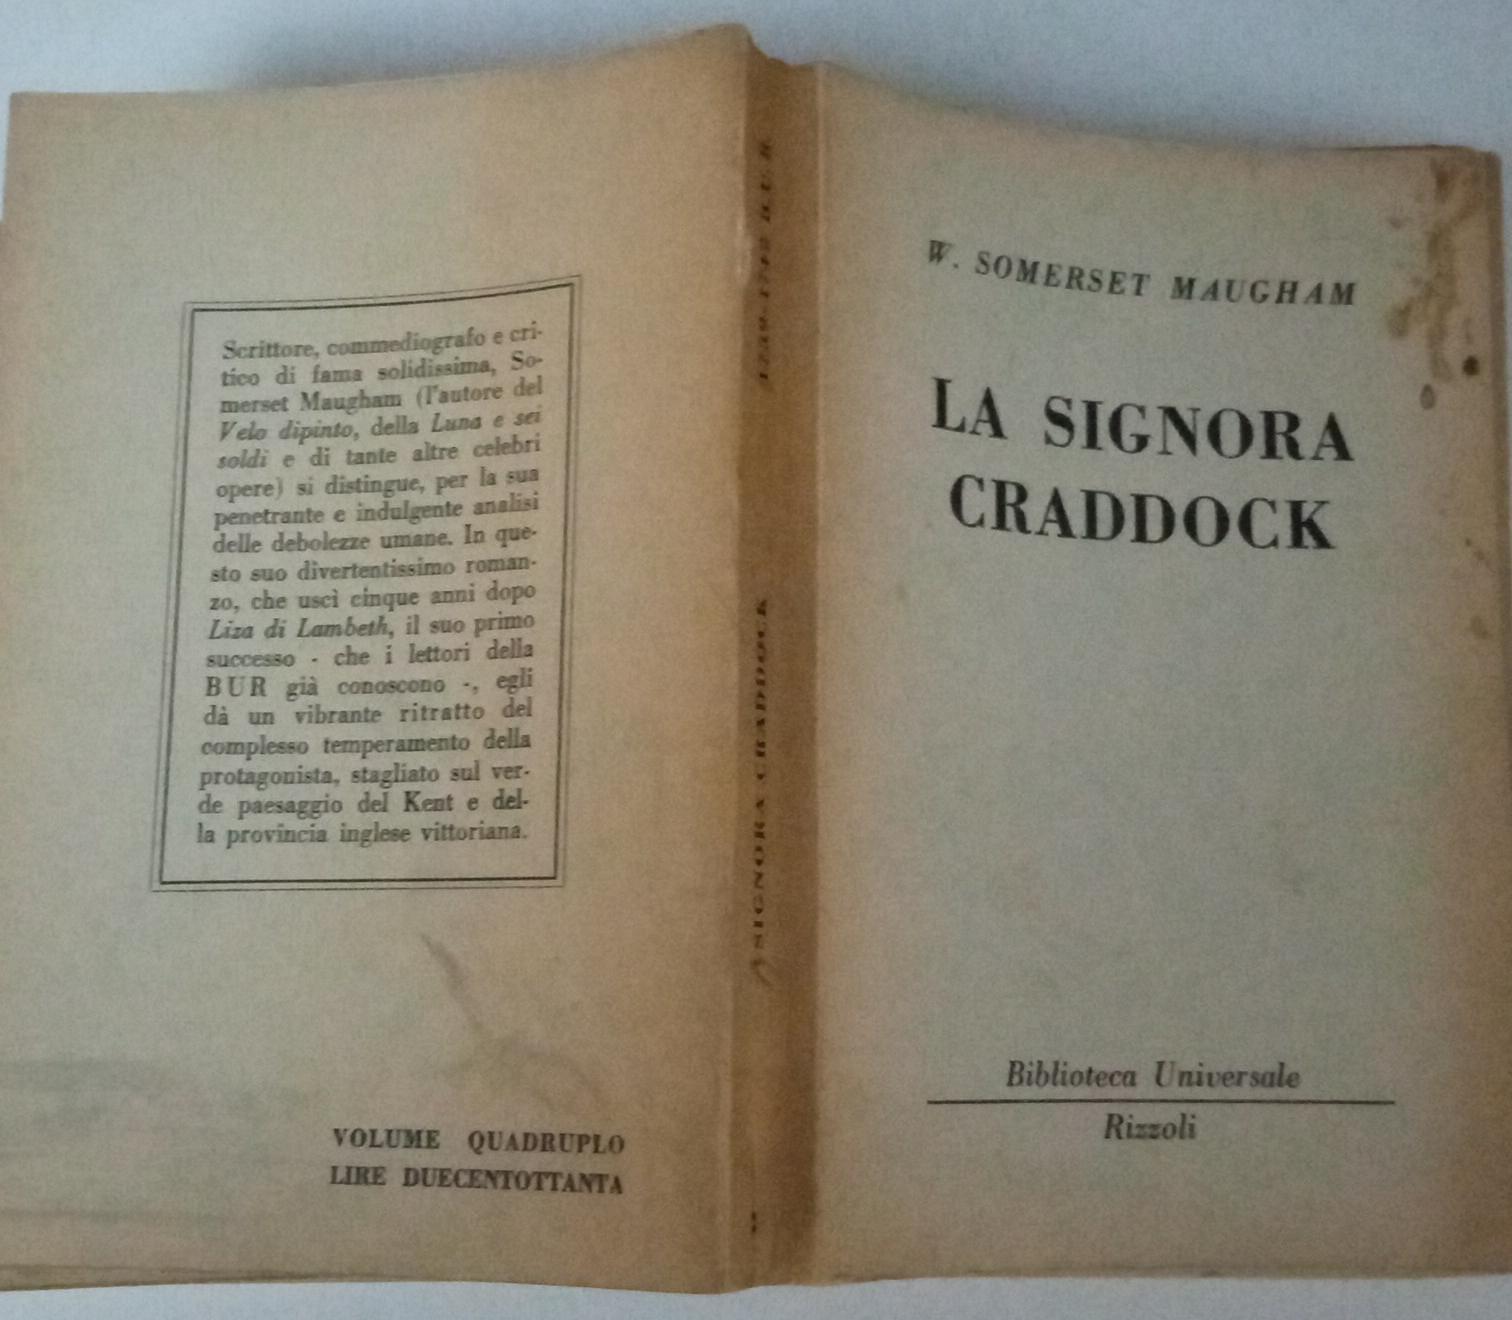 Scrittore, commediografo e cri-
tico di fama solidissima, So-
merset Maugham (l'autore del
Velo dipinto, della Luna e sei
soldi e di tante altre celebri
opere) si distingue, per la sua
penetrante e indulgente analisi
delle debolezze umane. In que-
sto suo divertentissimo roman-
zo, che uscì cinque anni dopo
Liza di Lambeth, il suo primo
successo - che i lettori della
BUR già conoscono -, egli
dà un vibrante ritratto del
complesso temperamento della
protagonista, stagliato sul ver-
de paesaggio del Kent e del-
la provincia inglese vittoriana.
VOLUME QUADRUPLO
LIRE DUECENTOTTANTA
SIGNORA CRADDOCK
1739-1742 B.U.R.
W. SOMERSET MAUGHAM
LA SIGNORA
CRADDOCK
Biblioteca Universale
Rizzoli